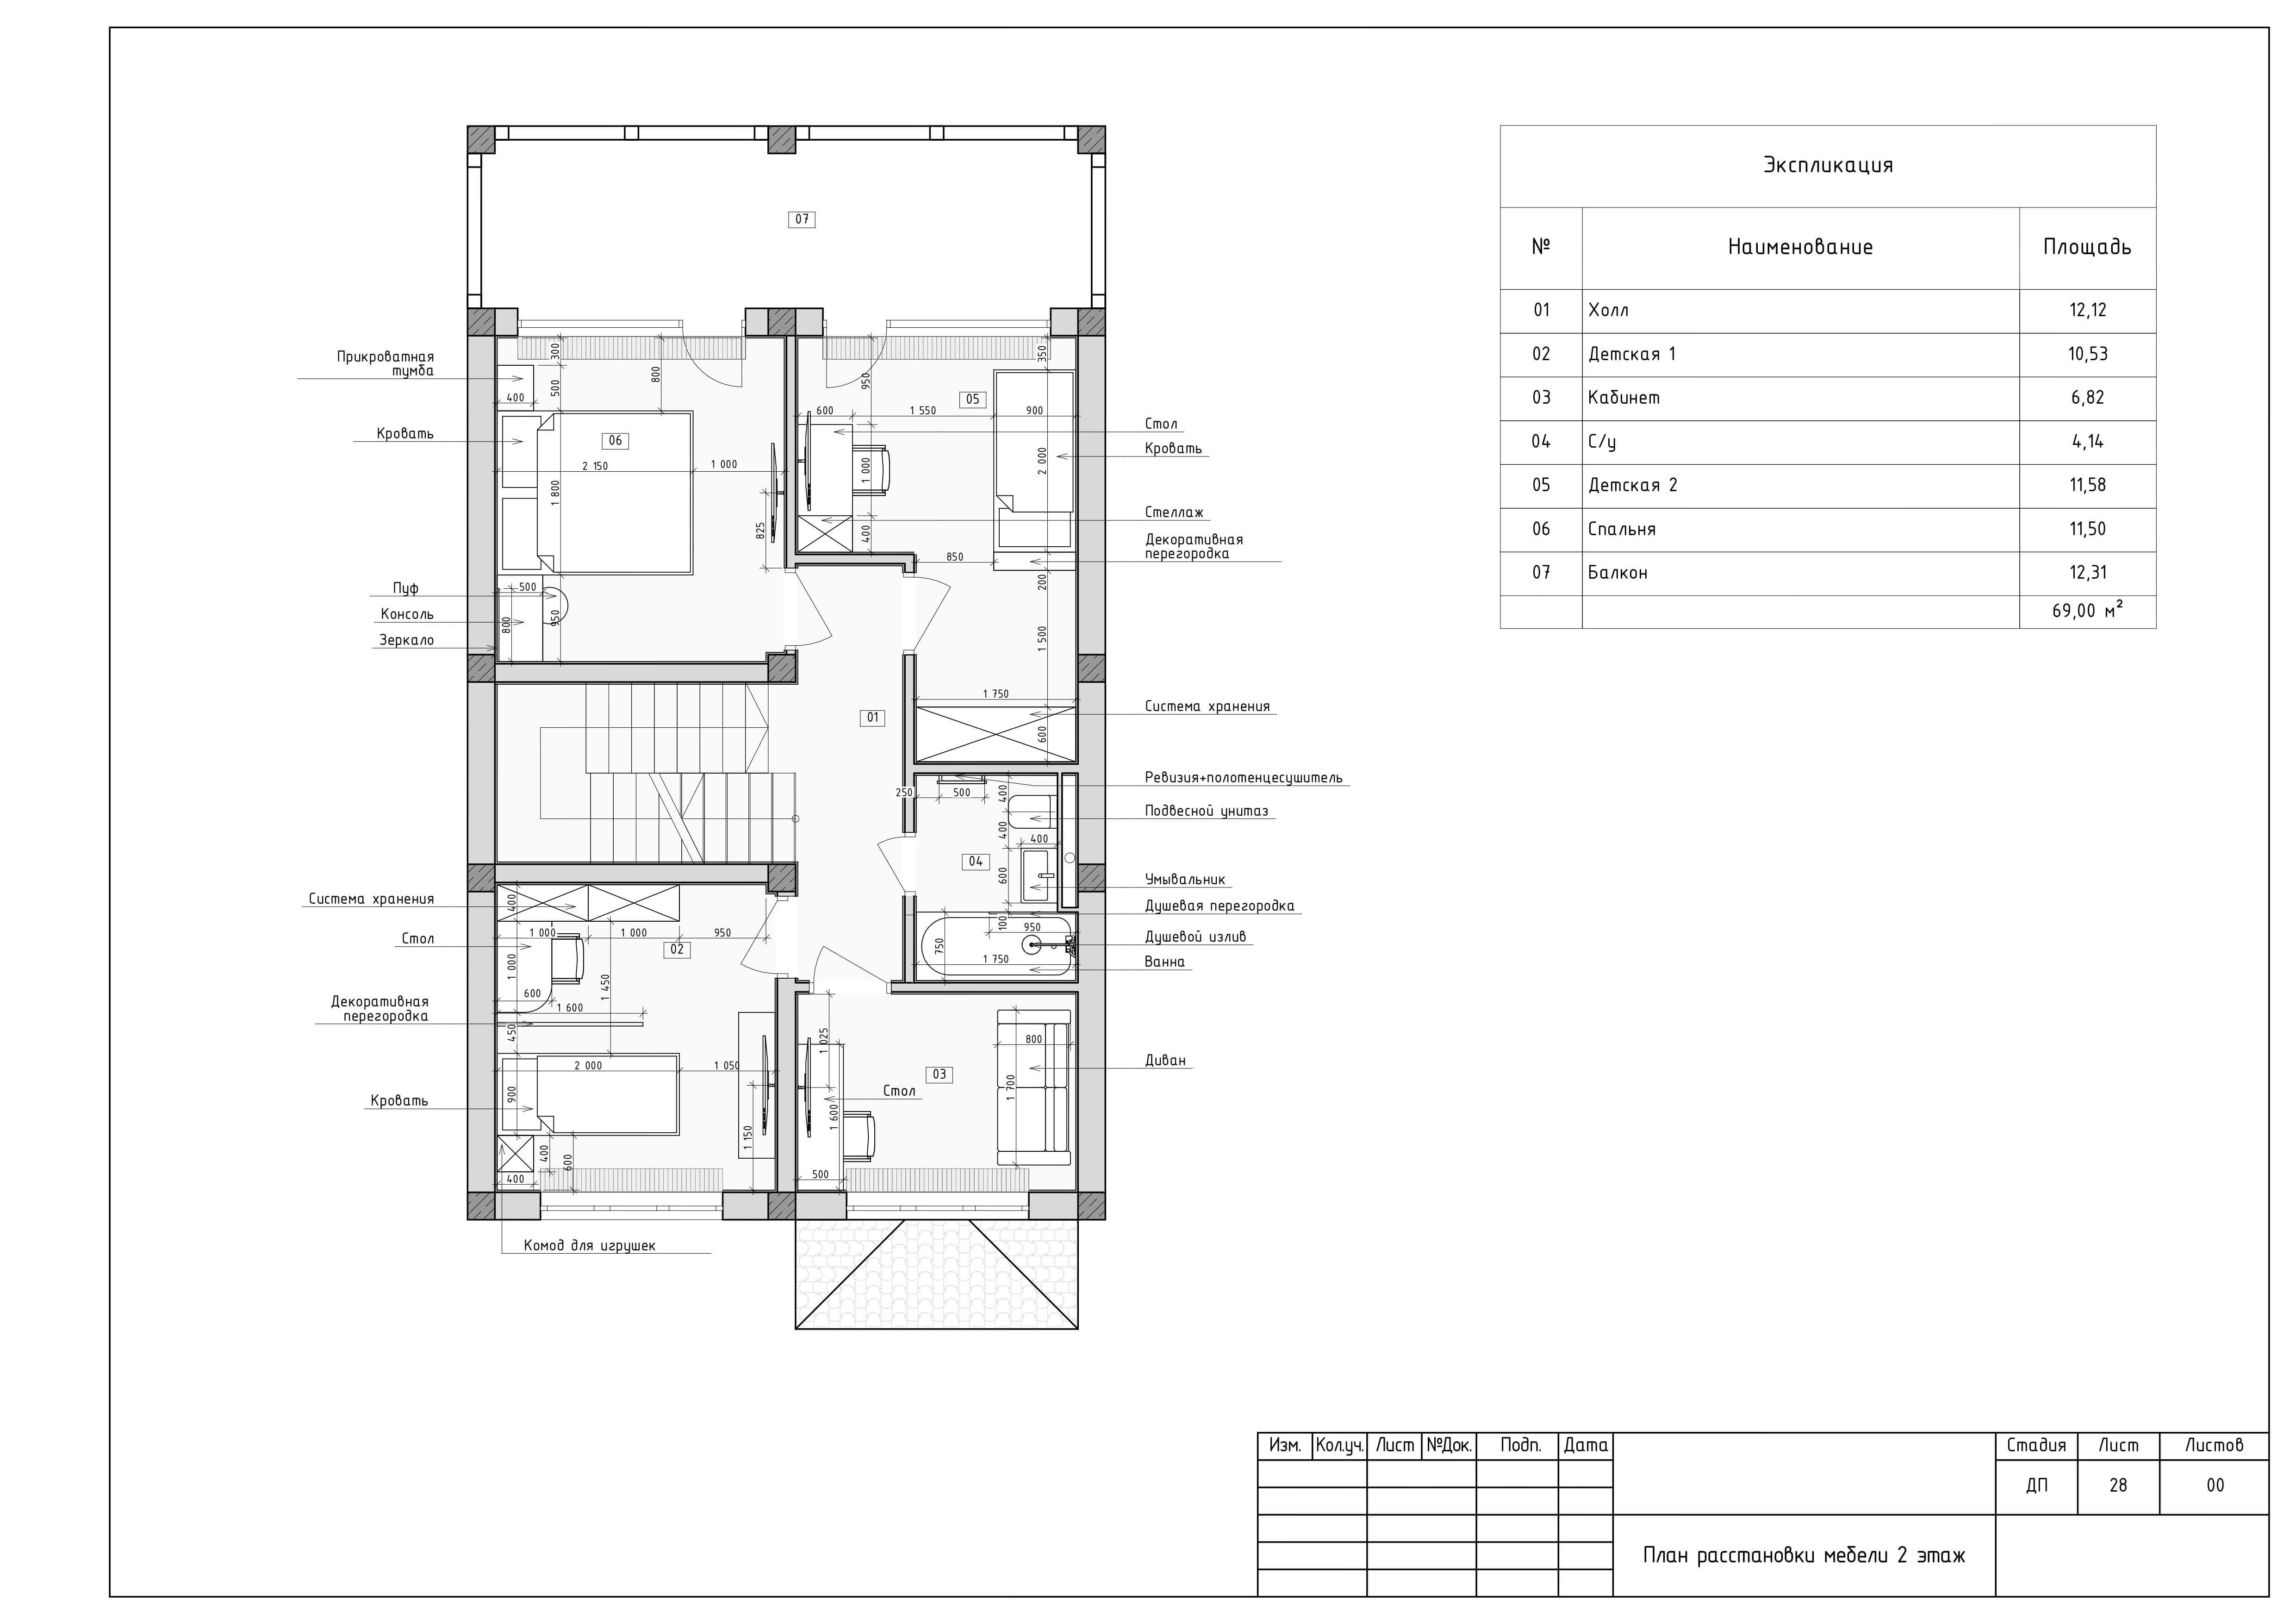 Экспликация
№ Наименование Площадь
01 Холл 12,12
02 Детская 1 10,53
03 Кабинет 6,82
04 С/у 4,14
05 Детская 2 11,58
06 Спальня 11,50
07 Балкон 12,31
69,00 м²
07
Прикроватная
тумба
Кровать
Пуф
Консоль
Зеркало
300
500
400
800
06
2 150
1 000
1 800
825
500
800
950
950
350
05
600
1 550
900
1 000
2 000
400
850
200
1 500
1 750
600
Стол
Кровать
Стеллаж
Декоративная
перегородка
Система хранения
01
Ревизия+полотенцесушитель
Подвесной унитаз
Умывальник
Душевая перегородка
Душевой излив
Ванна
250
500
400
400
400
04
600
100
950
750
1 750
Система хранения
Стол
Декоративная
перегородка
Кровать
400
1 000
1 000
950
02
1 000
1 450
600
1 600
450
2 000
1 050
900
1 150
400
600
400
Комод для игрушек
1 025
800
03
Стол
1 700
1 600
500
Диван
Изм. Кол.уч. Лист №Док. Подп. Дата
Стадия Лист Листов
ДП 28 00
План расстановки мебели 2 этаж